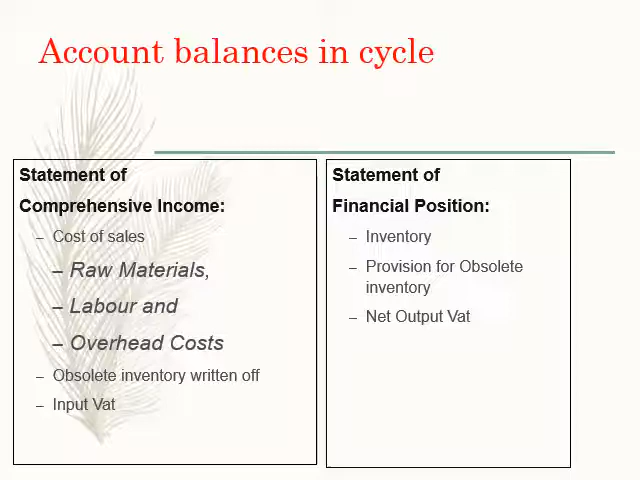 Account balances in cycle
Statement of
Comprehensive Income:
– Cost of sales
– Raw Materials,
– Labour and
– Overhead Costs
– Obsolete inventory written off
– Input Vat
Statement of
Financial Position:
– Inventory
– Provision for Obsolete
inventory
– Net Output Vat